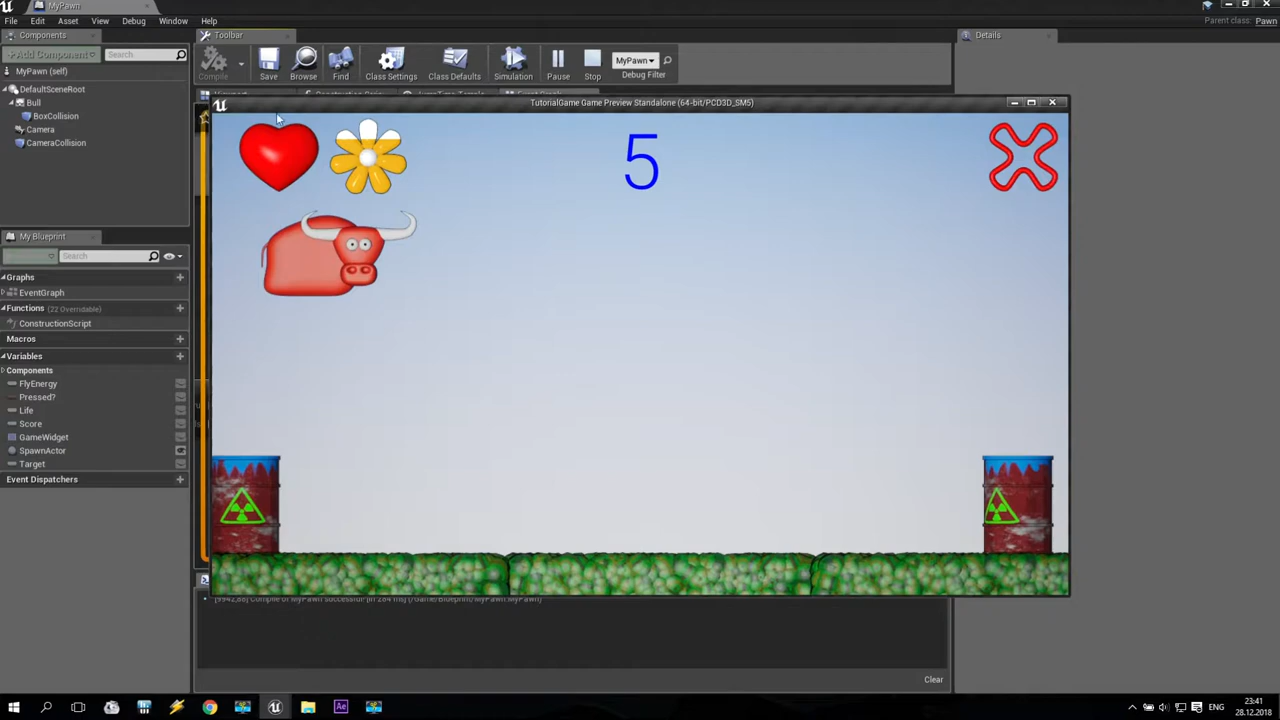 MyPawn
File Edit Asset View Debug Window Help
Parent class: Pawn
Components
Toolbar
Details
+Add Component
Search
Compile
Save
Browse
Find
Class Settings
Class Defaults
Simulation
Pause
Stop
MyPawn
Debug Filter
MyPawn (self)
DefaultSceneRoot
Bull
BoxCollision
Camera
CameraCollision
TutorialGame Game Preview Standalone (64-bit/PCD3D_SM5)
5
My Blueprint
Search
Graphs
EventGraph
Functions (22 Overridable)
ConstructionScript
Macros
Variables
Components
FlyEnergy
Pressed?
Life
Score
GameWidget
SpawnActor
Target
Event Dispatchers
Clear
Ae
ENG
23:41
28.12.2018